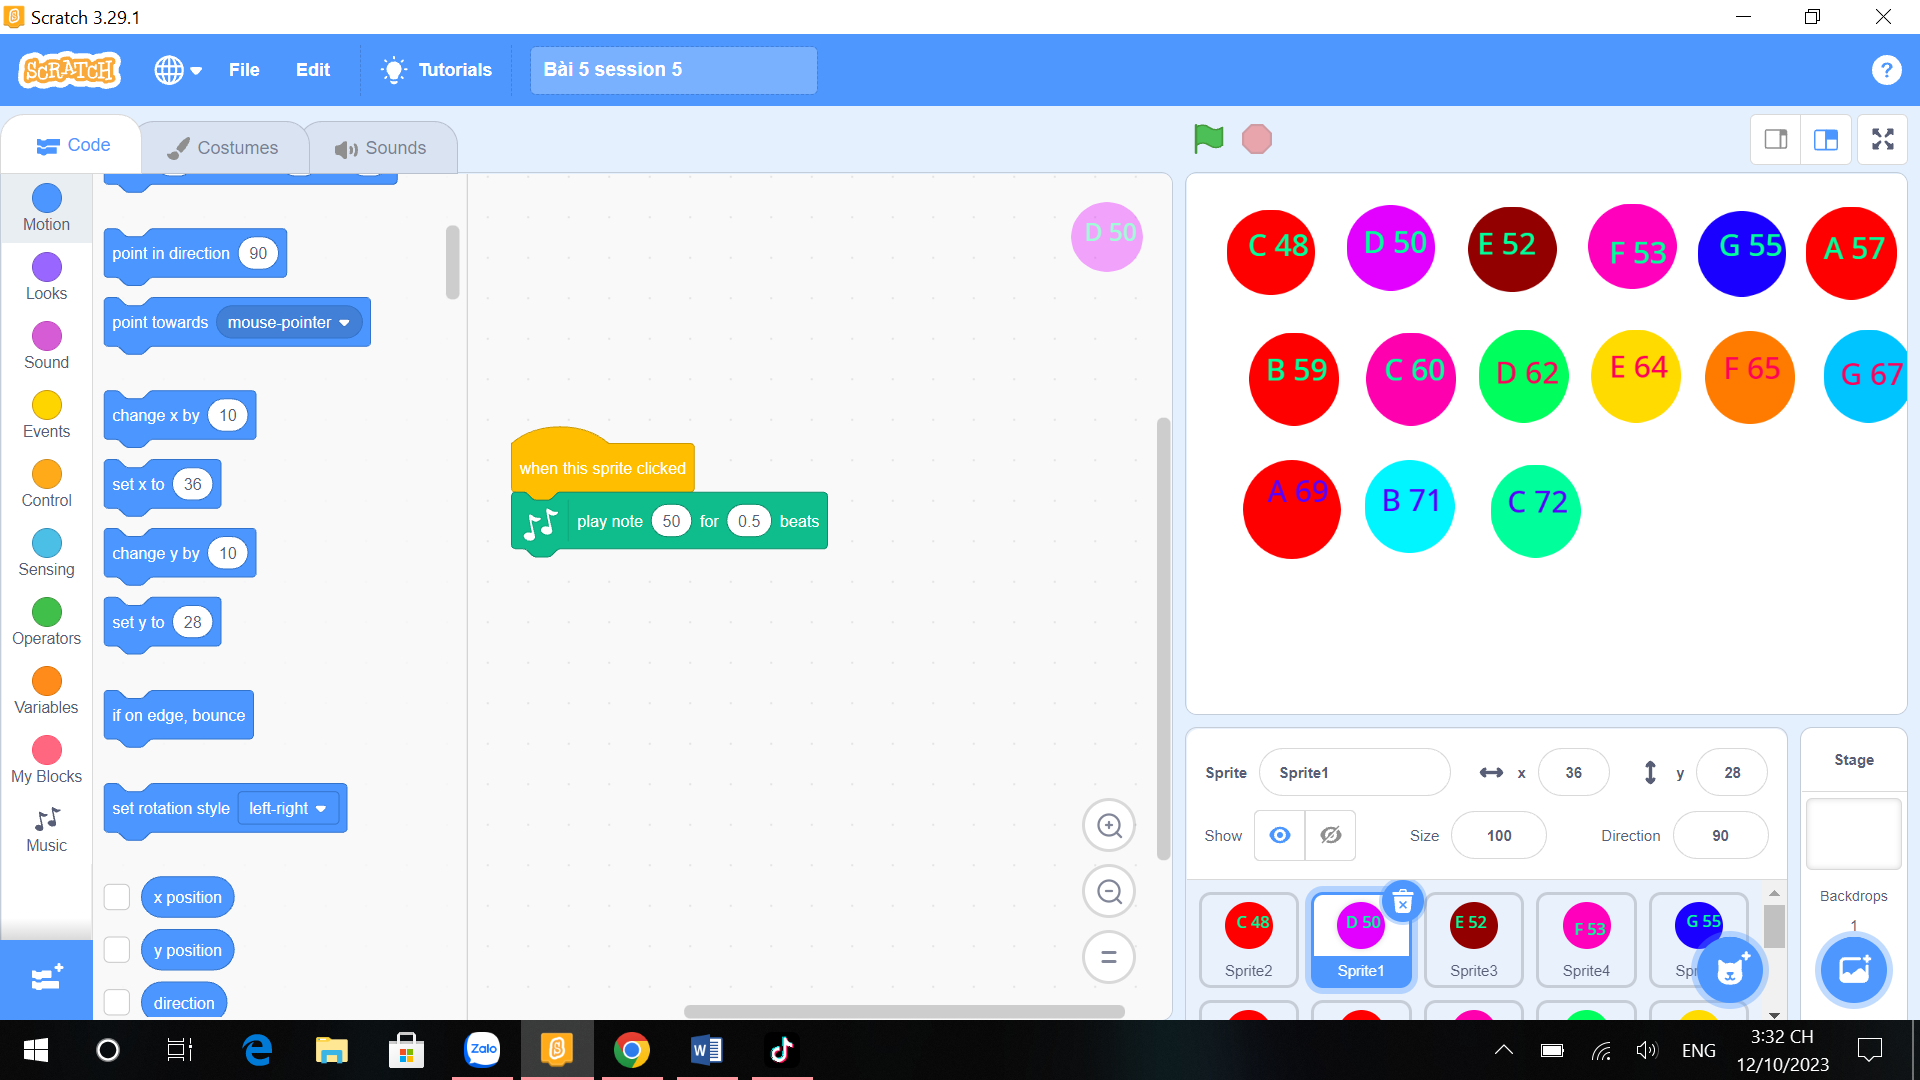 Scratch 3.29.1
SCRATCH
File
Edit
Tutorials
Bài 5 session 5
?
Code
Costumes
Sounds
Motion
Looks
Sound
Events
Control
Sensing
Operators
Variables
My Blocks
Music
point in direction 90
point towards mouse-pointer
change x by 10
set x to 36
change y by 10
set y to 28
if on edge, bounce
set rotation style left-right
x position
y position
direction
D 50
when this sprite clicked
play note 50 for 0.5 beats
C 48
D 50
E 52
F 53
G 55
A 57
B 59
C 60
D 62
E 64
F 65
G 67
A 69
B 71
C 72
Sprite Sprite1 x 36 y 28
Show Size 100 Direction 90
C 48
D 50
E 52
F 53
G 55
Sprite2
Sprite1
Sprite3
Sprite4
Spr
Stage
Backdrops
1
Zalo
ENG
3:32 CH
12/10/2023